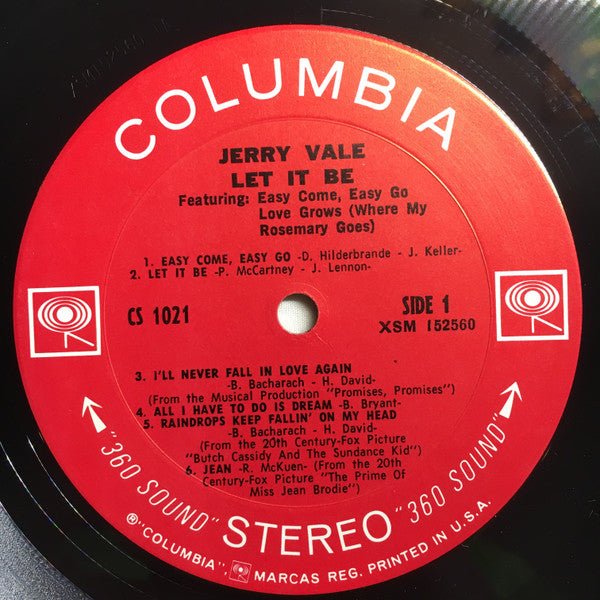 COLUMBIA
JERRY VALE
LET IT BE
Featuring: Easy Come, Easy Go
Love Grows (Where My
Rosemary Goes)
1. EASY COME, EASY GO -D. Hilderbrande - J. Keller-
2. LET IT BE -P. McCartney - J. Lennon-
CS 1021
SIDE 1
XSM 152560
3. I'LL NEVER FALL IN LOVE AGAIN
-B. Bacharach - H. David-
(From the Musical Production "Promises, Promises")
4. ALL I HAVE TO DO IS DREAM -B. Bryant-
5. RAINDROPS KEEP FALLIN' ON MY HEAD
-B. Bacharach - H. David-
(From the 20th Century-Fox Picture
"Butch Cassidy And The Sundance Kid")
6. JEAN -R. McKuen- (From the 20th
Century-Fox Picture "The Prime Of
Miss Jean Brodie")
"360 SOUND" STEREO "360 SOUND"
® "COLUMBIA", MARCAS REG. PRINTED IN U.S.A.